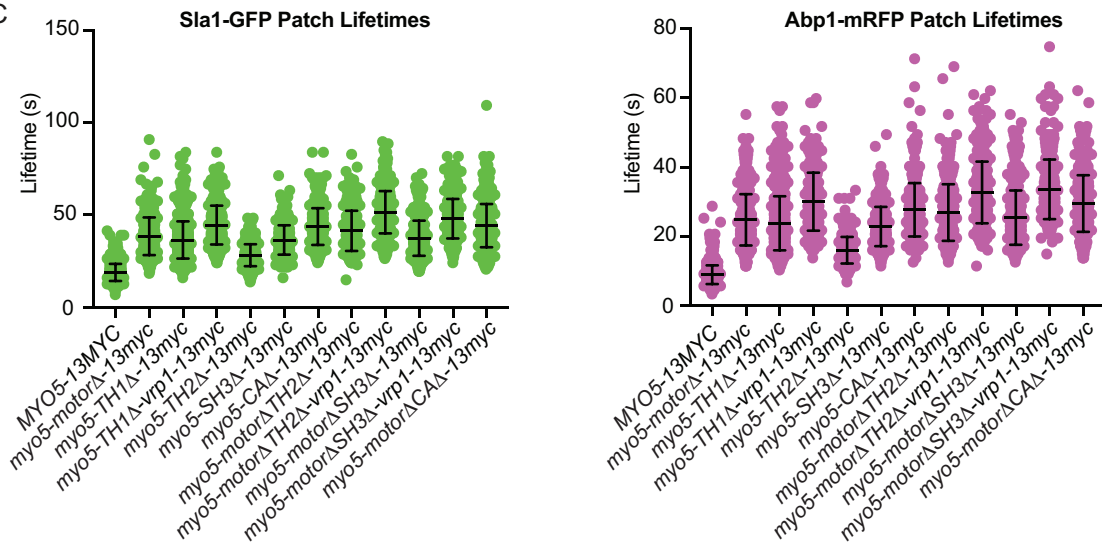 C
Sla1-GFP Patch Lifetimes
Lifetime (s)
150
100
50
0
MYO5-13MYC
myo5-motorΔ-13myc
myo5-TH1Δ-13myc
myo5-TH1Δ-vrp1-13myc
myo5-TH2Δ-13myc
myo5-SH3Δ-13myc
myo5-CAΔ-13myc
myo5-motorΔTH2Δ-13myc
myo5-motorΔTH2Δ-vrp1-13myc
myo5-motorΔSH3Δ-13myc
myo5-motorΔSH3Δ-vrp1-13myc
myo5-motorΔCAΔ-13myc
Abp1-mRFP Patch Lifetimes
Lifetime (s)
80
60
40
20
0
MYO5-13MYC
myo5-motorΔ-13myc
myo5-TH1Δ-13myc
myo5-TH1Δ-vrp1-13myc
myo5-TH2Δ-13myc
myo5-SH3Δ-13myc
myo5-CAΔ-13myc
myo5-motorΔTH2Δ-13myc
myo5-motorΔTH2Δ-vrp1-13myc
myo5-motorΔSH3Δ-13myc
myo5-motorΔSH3Δ-vrp1-13myc
myo5-motorΔCAΔ-13myc